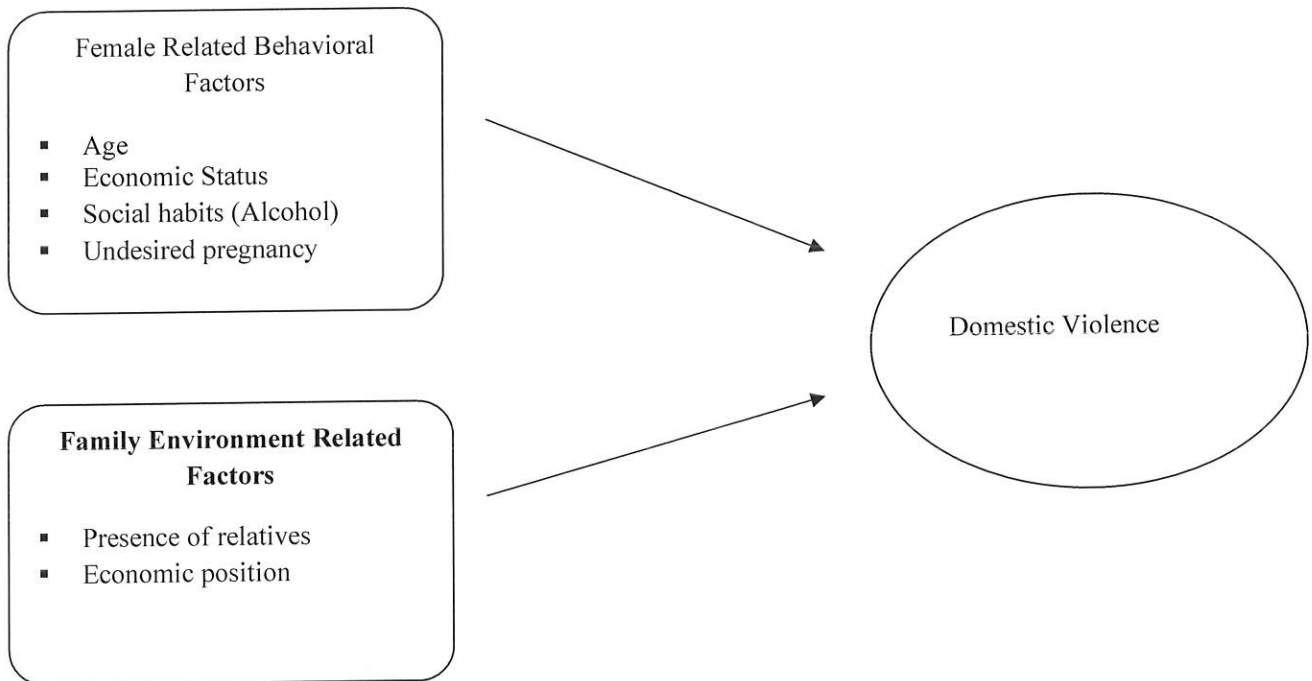 Female Related Behavioral
Factors
▪ Age
▪ Economic Status
▪ Social habits (Alcohol)
▪ Undesired pregnancy
Domestic Violence
Family Environment Related
Factors
▪ Presence of relatives
▪ Economic position